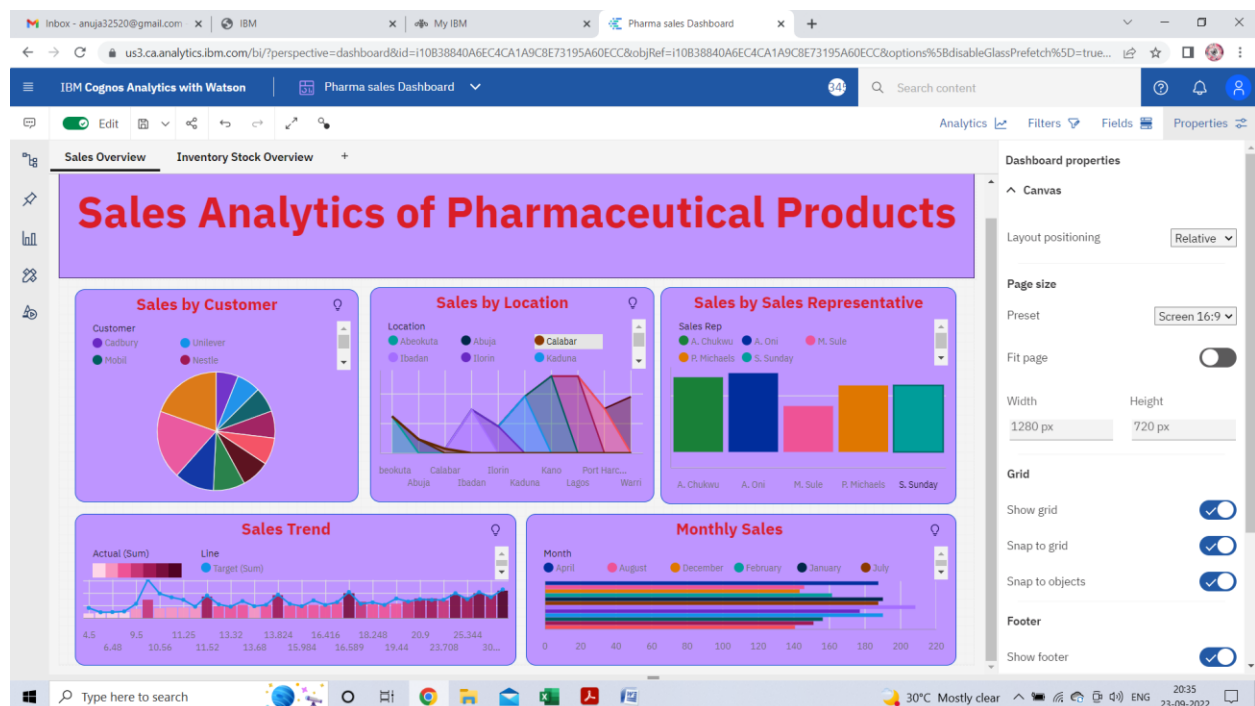 Inbox - anuja32520@gmail.com
IBM
My IBM
Pharma sales Dashboard
us3.ca.analytics.ibm.com/bi/?perspective=dashboard&id=i10B38840A6EC4CA1A9C8E73195A60ECC&objRef=i10B38840A6EC4CA1A9C8E73195A60ECC&options%5BdisableGlassPrefetch%5D=true...
IBM Cognos Analytics with Watson
Pharma sales Dashboard
Search content
Edit
Analytics Filters Fields Properties
Sales Overview Inventory Stock Overview +
Sales Analytics of Pharmaceutical Products
Sales by Customer
Customer
Cadbury Unilever
Mobil Nestle
Sales by Location
Location
Abeokuta Abuja Calabar
Ibadan Ilorin Kaduna
beokuta Calabar Ilorin Kano Port Harc...
Abuja Ibadan Kaduna Lagos Warri
Sales by Sales Representative
Sales Rep
A. Chukwu A. Oni M. Sule
P. Michaels S. Sunday
A. Chukwu A. Oni M. Sule P. Michaels S. Sunday
Sales Trend
Actual (Sum) Line
Target (Sum)
4.5 9.5 11.25 13.32 13.824 16.416 18.248 20.9 25.344
6.48 10.56 11.52 13.68 15.984 16.589 19.44 23.708 30...
Monthly Sales
Month
April August December February January July
0 20 40 60 80 100 120 140 160 180 200 220
Dashboard properties
Canvas
Layout positioning Relative
Page size
Preset Screen 16:9
Fit page
Width Height
1280 px 720 px
Grid
Show grid
Snap to grid
Snap to objects
Footer
Show footer
Type here to search
30°C Mostly clear
ENG
20:35
23-09-2022